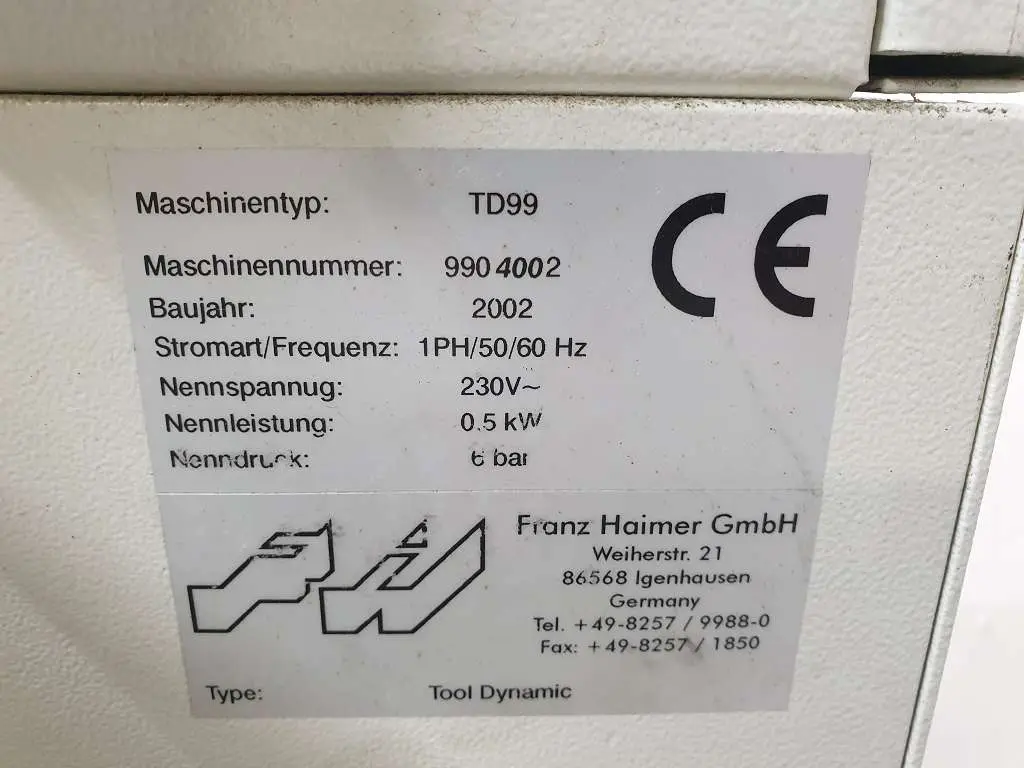 Maschinentyp: TD99
CE
Maschinennummer: 9904002
Baujahr: 2002
Stromart/Frequenz: 1PH/50/60 Hz
Nennspannug: 230V~
Nennleistung: 0.5 kW
Nenndruck: 6 bar
Franz Haimer GmbH
Weiherstr. 21
86568 Igenhausen
Germany
Tel. +49-8257 / 9988-0
Fax: +49-8257 / 1850
Type: Tool Dynamic